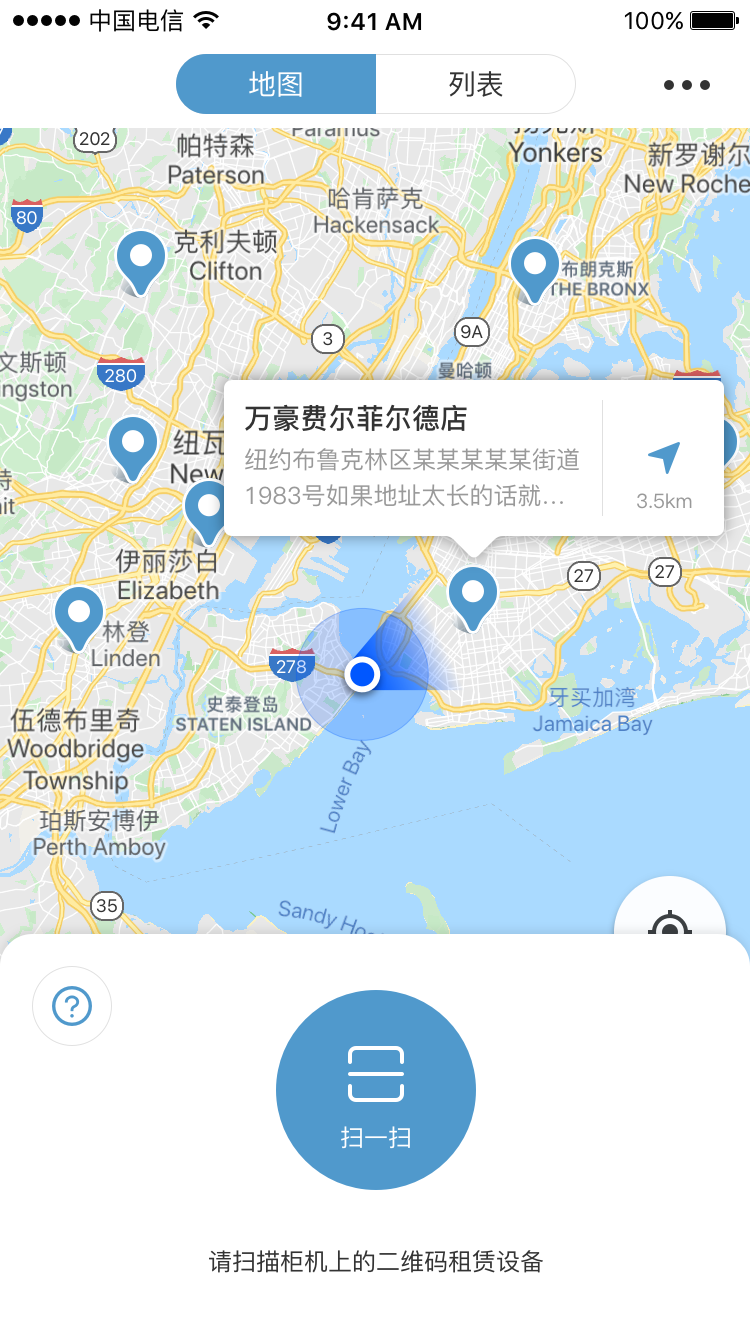 中国电信
9:41 AM
100%
地图
列表
202
帕特森
Paterson
Paramus
Yonkers
新罗谢尔
New Roche
80
哈肯萨克
Hackensack
克利夫顿
Clifton
布朗克斯
THE BRONX
3
9A
文斯顿
ingston
280
曼哈顿
万豪费尔菲尔德店
纽约布鲁克林区某某某某某街道
1983号如果地址太长的话就...
3.5km
纽瓦
New
特
it
伊丽莎白
Elizabeth
27
27
林登
Linden
278
史泰登岛
STATEN ISLAND
牙买加湾
Jamaica Bay
伍德布里奇
Woodbridge
Township
Lower Bay
珀斯安博伊
Perth Amboy
35
Sandy Hoo
?
扫一扫
请扫描柜机上的二维码租赁设备